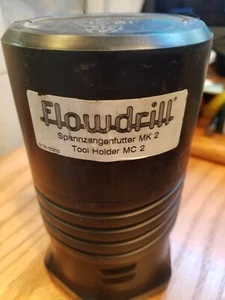 Flowdrill®
Spannzangenfutter MK 2
Tool Holder MC 2